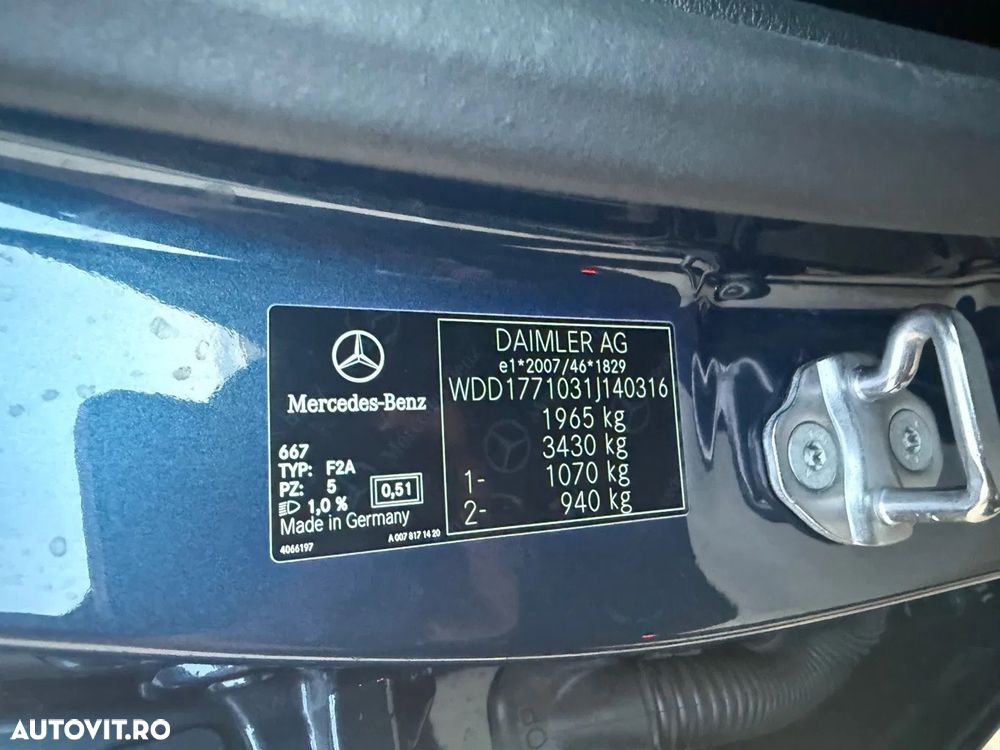 Mercedes-Benz
667
TYP: F2A
PZ: 5
1,0 %
0,51
Made in Germany
4066197
A 007 817 14 20
DAIMLER AG
e1*2007/46*1829
WDD1771031J140316
1965 kg
3430 kg
1- 1070 kg
2- 940 kg
AUTOVIT.RO